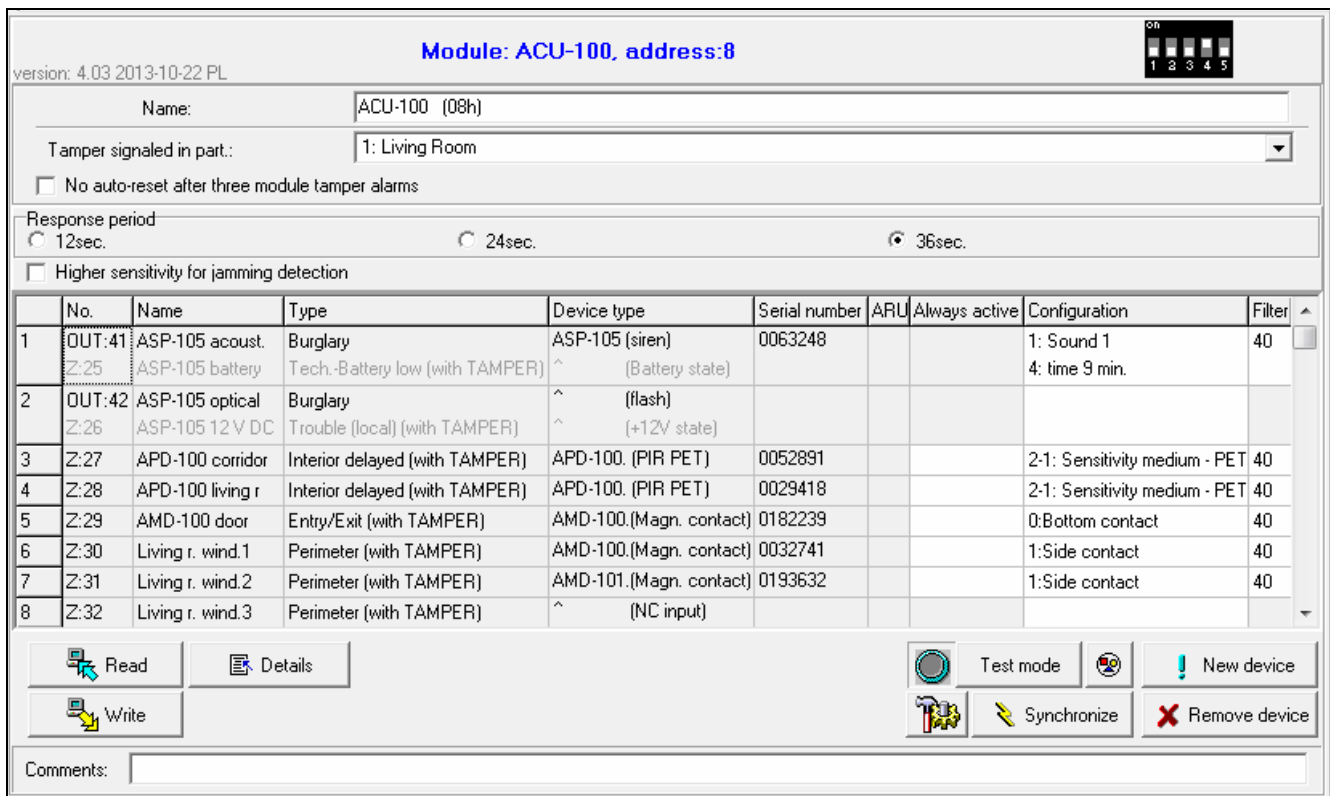 Module: ACU-100, address:8
on
1 2 3 4 5
version: 4.03 2013-10-22 PL
Name: ACU-100 (08h)
Tamper signaled in part.: 1: Living Room
No auto-reset after three module tamper alarms
Response period
12sec. 24sec. 36sec.
Higher sensitivity for jamming detection
No. Name Type Device type Serial number ARU Always active Configuration Filter
1 OUT:41 ASP-105 acoust. Burglary ASP-105 (siren) 0063248 1: Sound 1 40
Z:25 ASP-105 battery Tech.-Battery low (with TAMPER) ^ (Battery state) 4: time 9 min.
2 OUT:42 ASP-105 optical Burglary ^ (flash)
Z:26 ASP-105 12 V DC Trouble (local) (with TAMPER) ^ (+12V state)
3 Z:27 APD-100 corridor Interior delayed (with TAMPER) APD-100. (PIR PET) 0052891 2-1: Sensitivity medium - PET 40
4 Z:28 APD-100 living r Interior delayed (with TAMPER) APD-100. (PIR PET) 0029418 2-1: Sensitivity medium - PET 40
5 Z:29 AMD-100 door Entry/Exit (with TAMPER) AMD-100.(Magn. contact) 0182239 0:Bottom contact 40
6 Z:30 Living r. wind.1 Perimeter (with TAMPER) AMD-100.(Magn. contact) 0032741 1:Side contact 40
7 Z:31 Living r. wind.2 Perimeter (with TAMPER) AMD-101.(Magn. contact) 0193632 1:Side contact 40
8 Z:32 Living r. wind.3 Perimeter (with TAMPER) ^ (NC input)
Read Details Test mode New device
Write Synchronize Remove device
Comments: